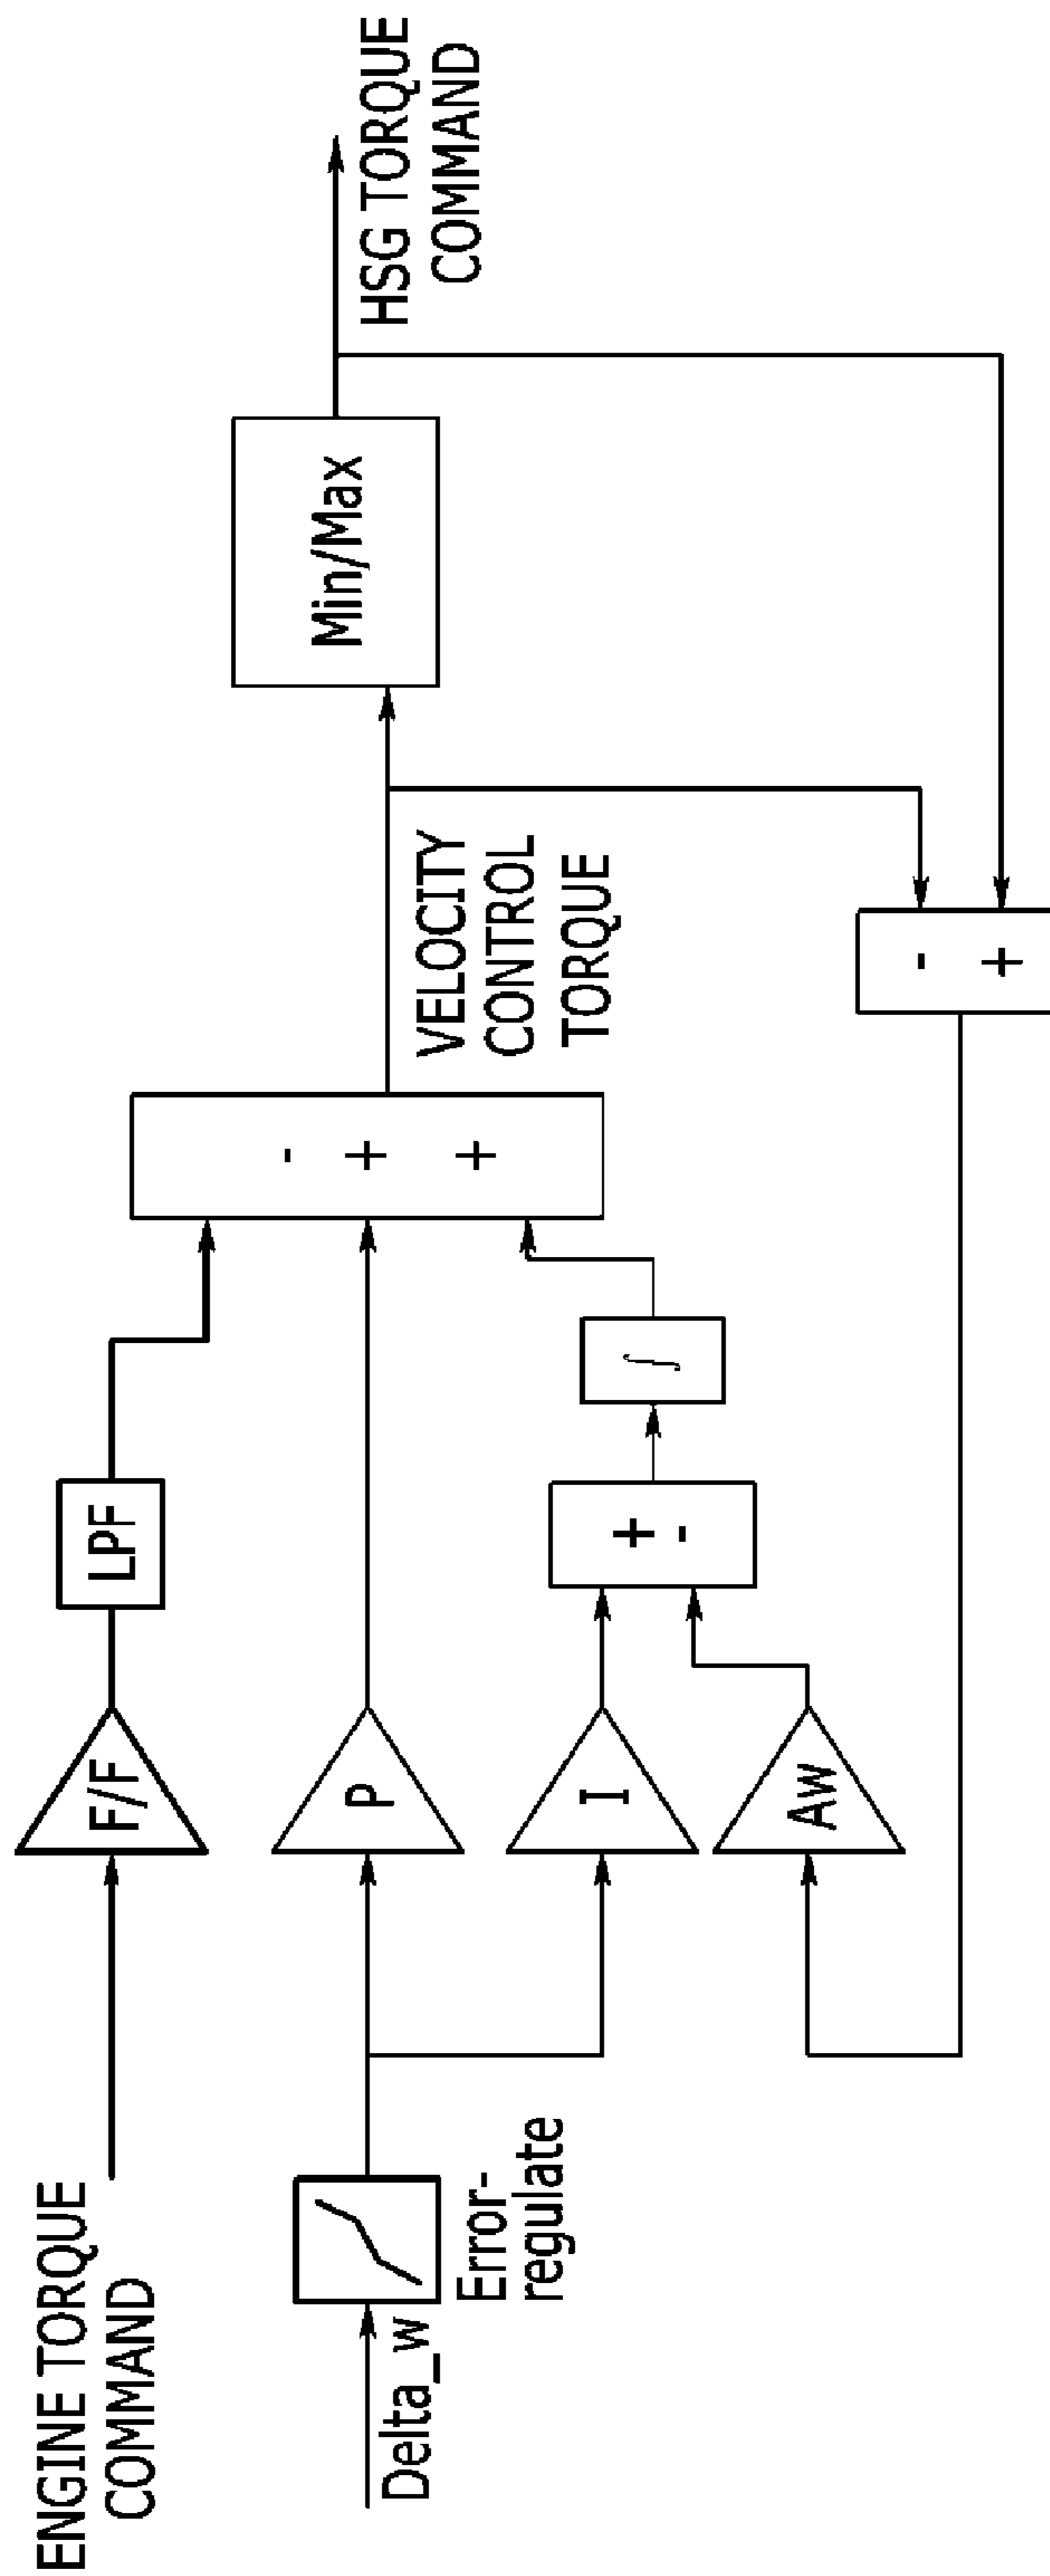 ENGINE TORQUE
COMMAND
F/F
LPF
Delta_w
Error-
regulate
P
I
Aw
+
-
∫
-
+
+
VELOCITY
CONTROL
TORQUE
Min/Max
HSG TORQUE
COMMAND
-
+